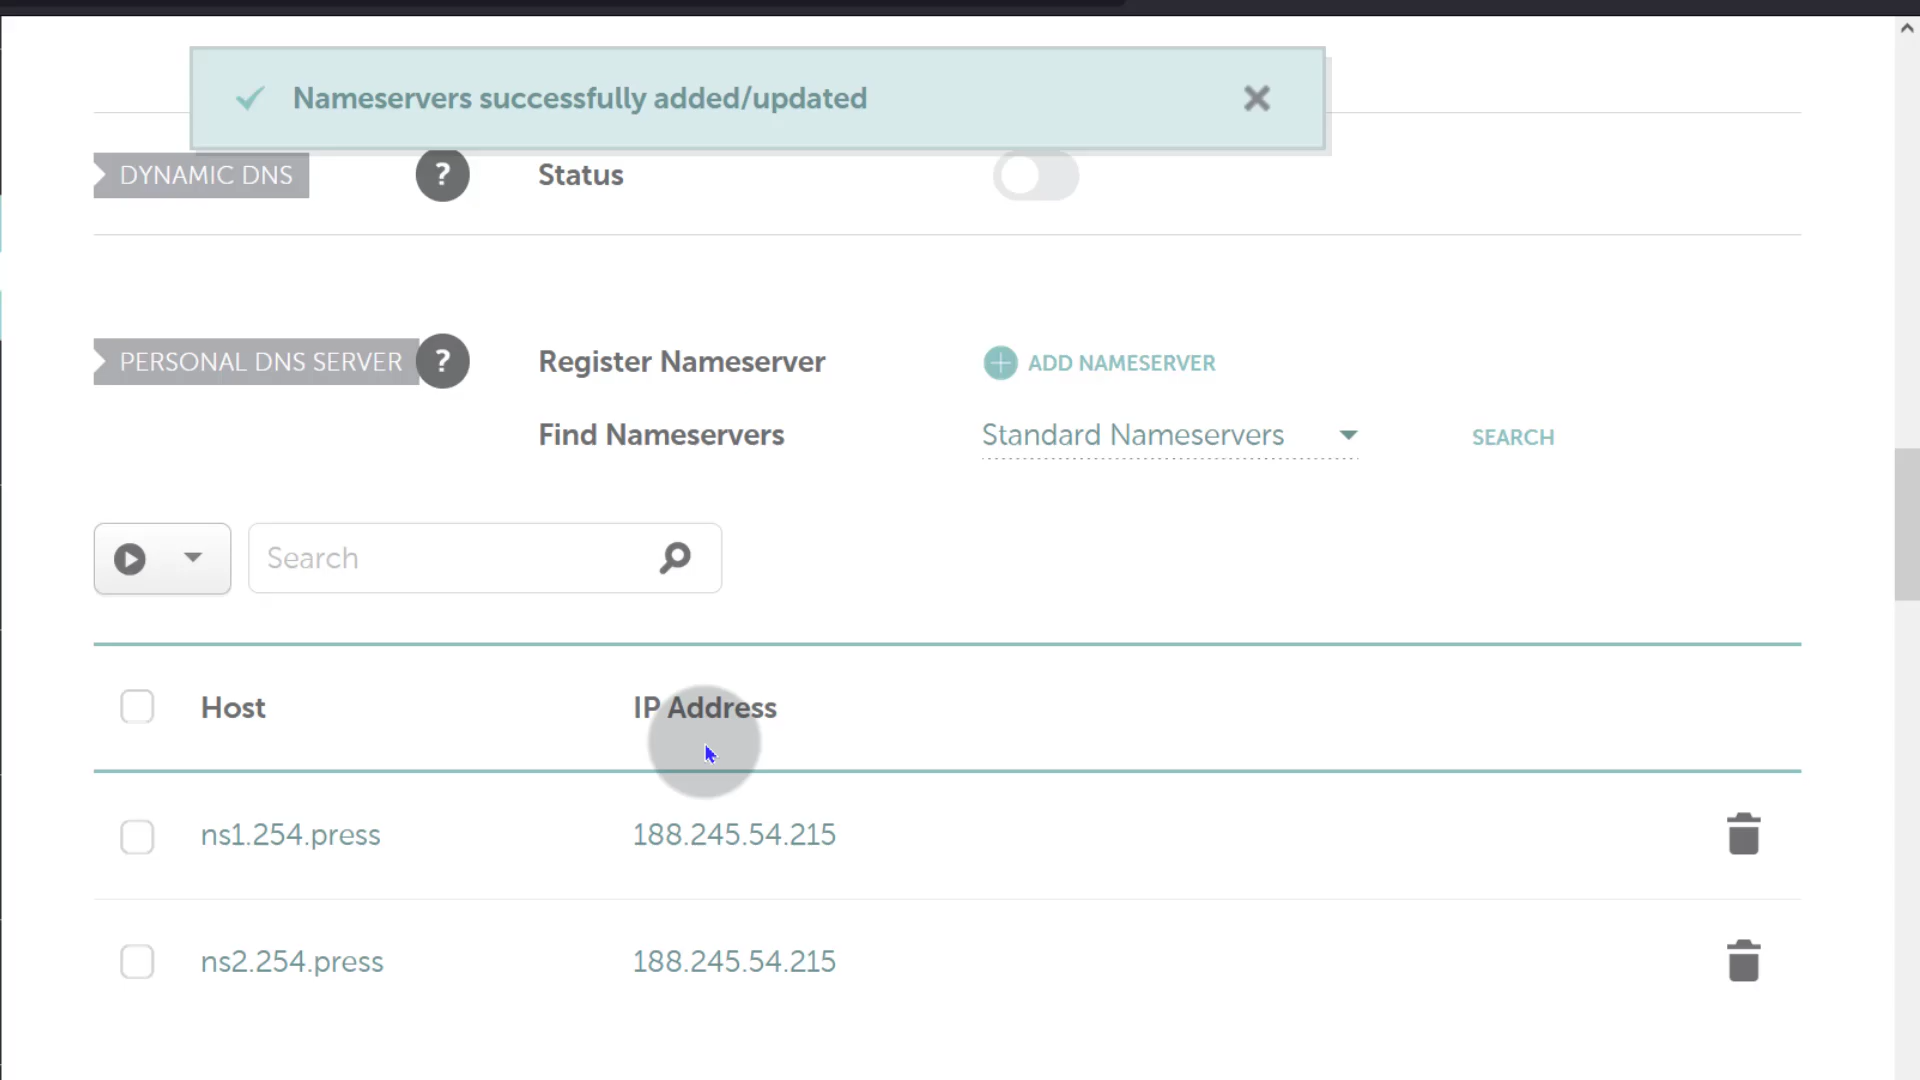 Nameservers successfully added/updated
DYNAMIC DNS ? Status
PERSONAL DNS SERVER ? Register Nameserver ADD NAMESERVER
Find Nameservers Standard Nameservers SEARCH
Search
Host IP Address
ns1.254.press 188.245.54.215
ns2.254.press 188.245.54.215